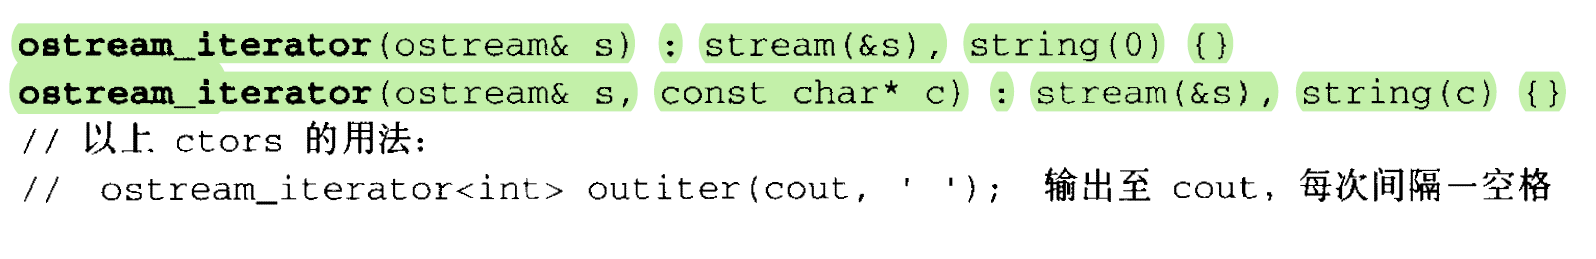 ostream_iterator(ostream& s) : stream(&s), string(0) {}
ostream_iterator(ostream& s, const char* c) : stream(&s), string(c) {}
// 以上 ctors 的用法：
//  ostream_iterator<int> outiter(cout, ' ');  输出至 cout，每次间隔一空格